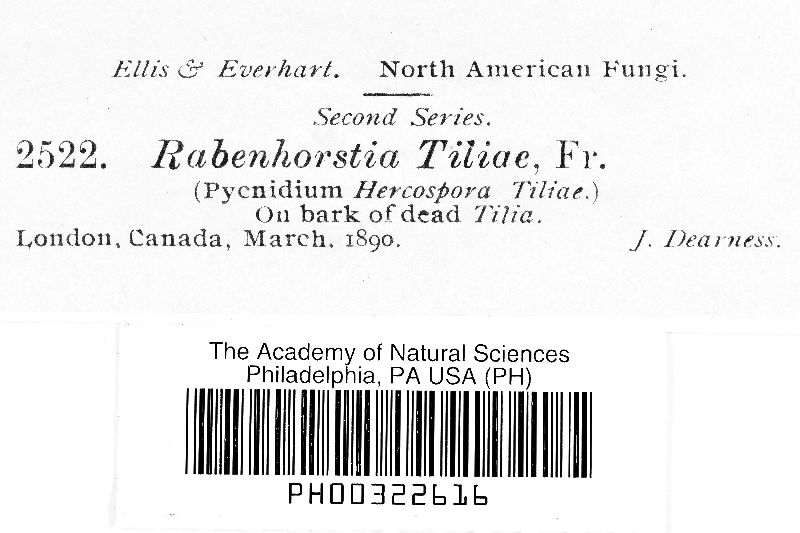 Ellis & Everhart. North American Fungi.
Second Series.
2522. Rabenhorstia Tiliae, Fr.
(Pycnidium Hercospora Tiliae.)
On bark of dead Tilia.
London, Canada, March, 1890. J. Dearness.
The Academy of Natural Sciences
Philadelphia, PA USA (PH)
PH00322616